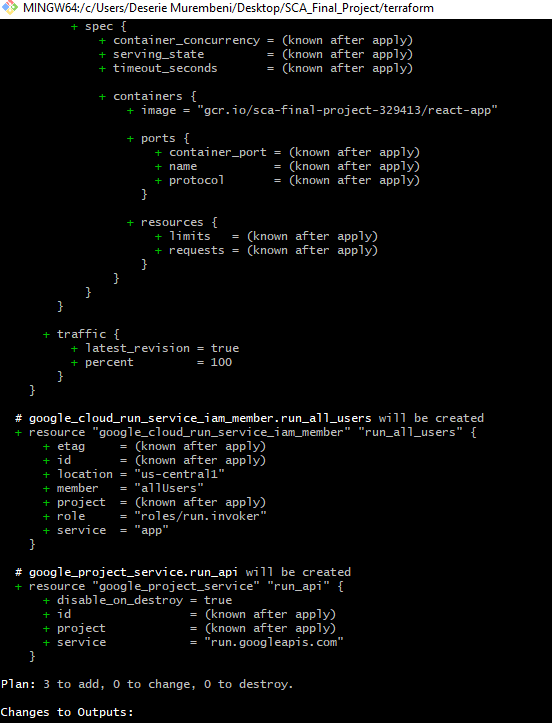 MINGW64:/c/Users/Deserie Murembeni/Desktop/SCA_Final_Project/terraform
+ spec {
+ container_concurrency = (known after apply)
+ serving_state         = (known after apply)
+ timeout_seconds       = (known after apply)
+ containers {
+ image = "gcr.io/sca-final-project-329413/react-app"
+ ports {
+ container_port = (known after apply)
+ name           = (known after apply)
+ protocol       = (known after apply)
}
+ resources {
+ limits   = (known after apply)
+ requests = (known after apply)
}
}
}
}
+ traffic {
+ latest_revision = true
+ percent         = 100
}
}
# google_cloud_run_service_iam_member.run_all_users will be created
+ resource "google_cloud_run_service_iam_member" "run_all_users" {
+ etag     = (known after apply)
+ id       = (known after apply)
+ location = "us-central1"
+ member   = "allUsers"
+ project  = (known after apply)
+ role     = "roles/run.invoker"
+ service  = "app"
}
# google_project_service.run_api will be created
+ resource "google_project_service" "run_api" {
+ disable_on_destroy = true
+ id                 = (known after apply)
+ project            = (known after apply)
+ service            = "run.googleapis.com"
}
Plan: 3 to add, 0 to change, 0 to destroy.
Changes to Outputs: